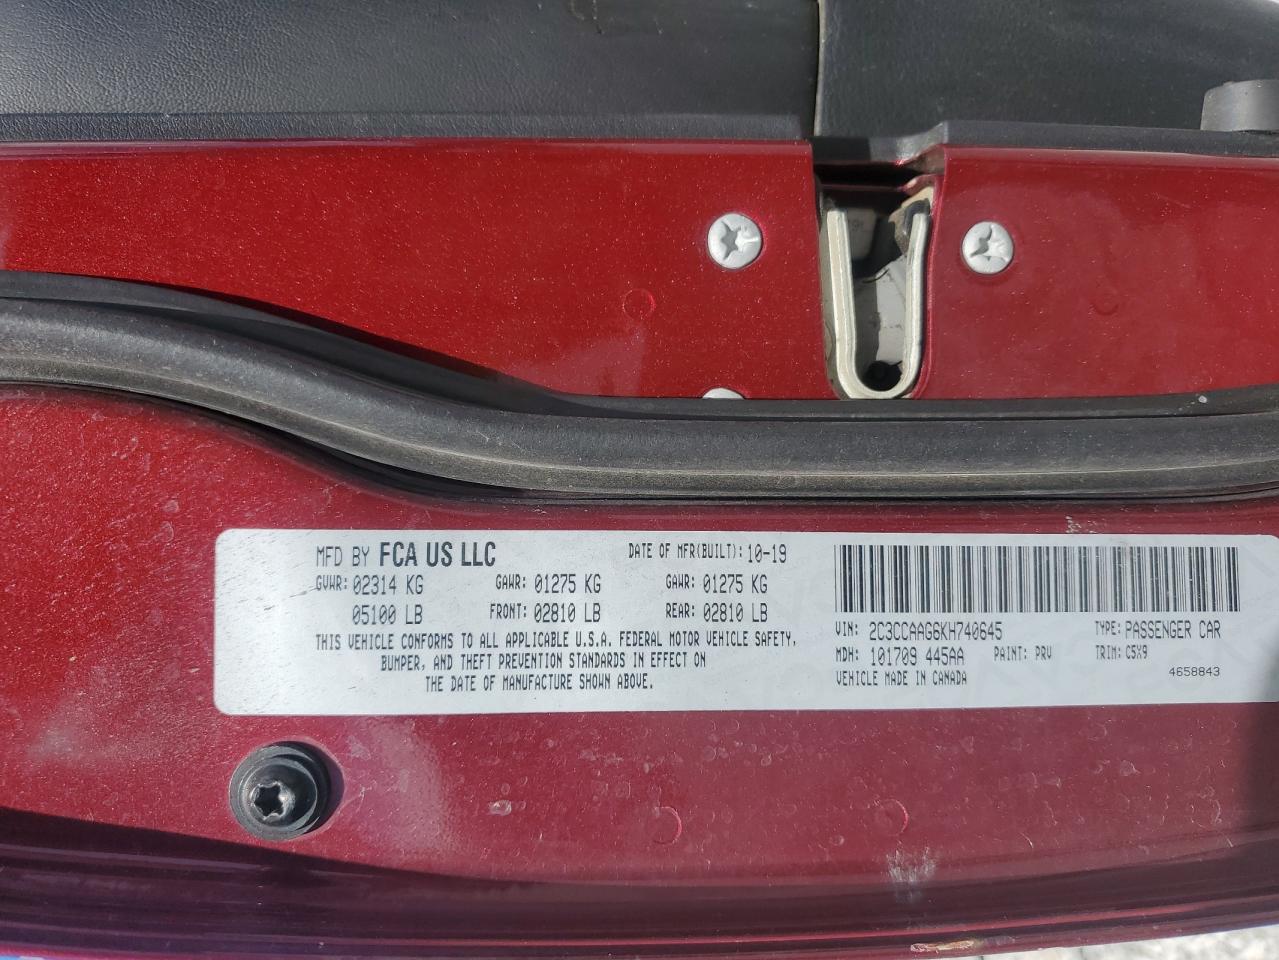 MFD BY FCA US LLC DATE OF MFR(BUILT): 10-19
GVWR: 02314 KG GAWR: 01275 KG GAWR: 01275 KG
05100 LB FRONT: 02810 LB REAR: 02810 LB
THIS VEHICLE CONFORMS TO ALL APPLICABLE U.S.A. FEDERAL MOTOR VEHICLE SAFETY,
BUMPER, AND THEFT PREVENTION STANDARDS IN EFFECT ON
THE DATE OF MANUFACTURE SHOWN ABOVE.
VIN: 2C3CCAAG6KH740645 TYPE: PASSENGER CAR
MDH: 101709 445AA PAINT: PRV TRIM: C5X9
VEHICLE MADE IN CANADA 4658843